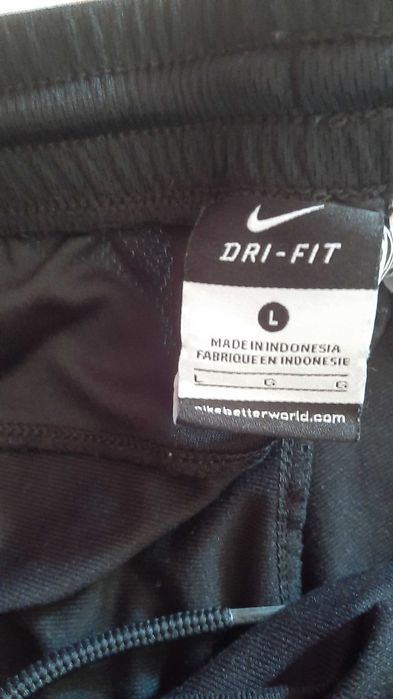 DRI-FIT
L
MADE IN INDONESIA
FABRIQUE EN INDONESIE
L G G
nikebetterworld.com